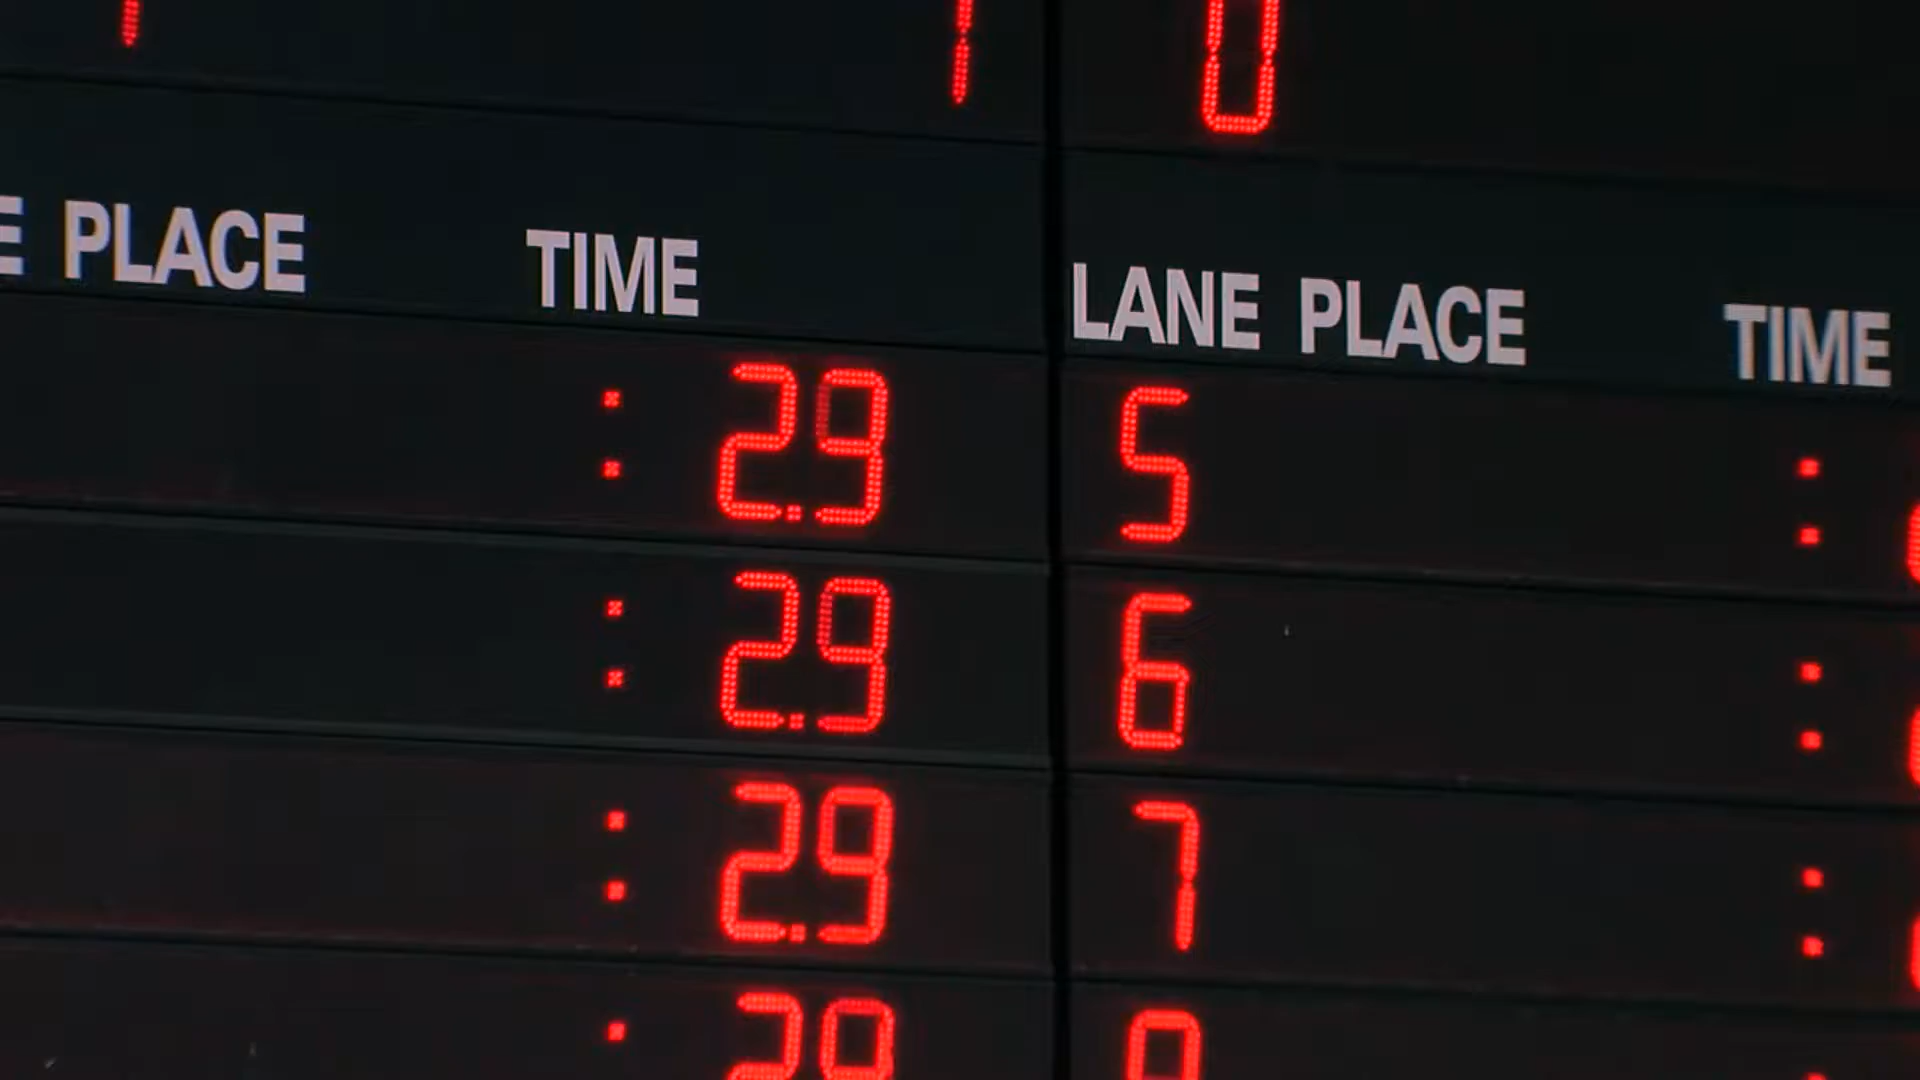 PLACE TIME LANE PLACE TIME
: 2.9 5 :
: 2.9 6 :
: 2.9 7 :